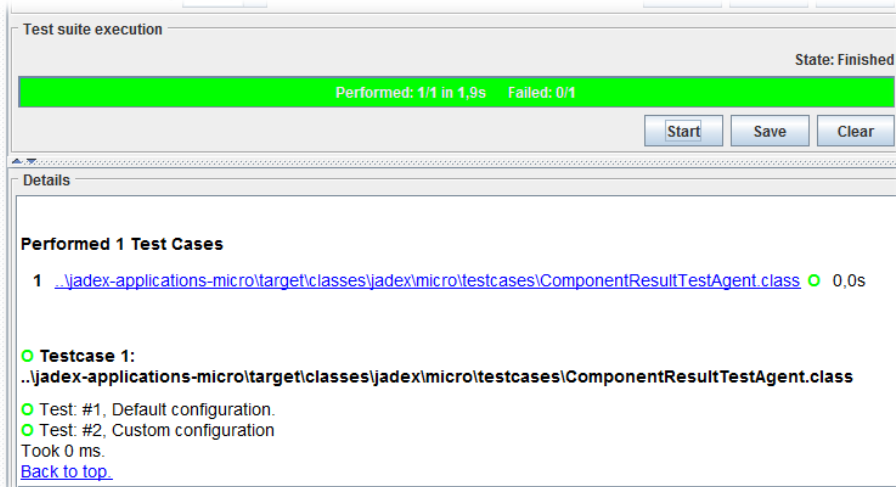 Test suite execution
State: Finished
Performed: 1/1 in 1,9s Failed: 0/1
Start Save Clear
Details
Performed 1 Test Cases
1 ..\jadex-applications-micro\target\classes\jadex\micro\testcases\ComponentResultTestAgent.class O 0,0s
O Testcase 1:
..\jadex-applications-micro\target\classes\jadex\micro\testcases\ComponentResultTestAgent.class
O Test: #1, Default configuration.
O Test: #2, Custom configuration
Took 0 ms.
Back to top.